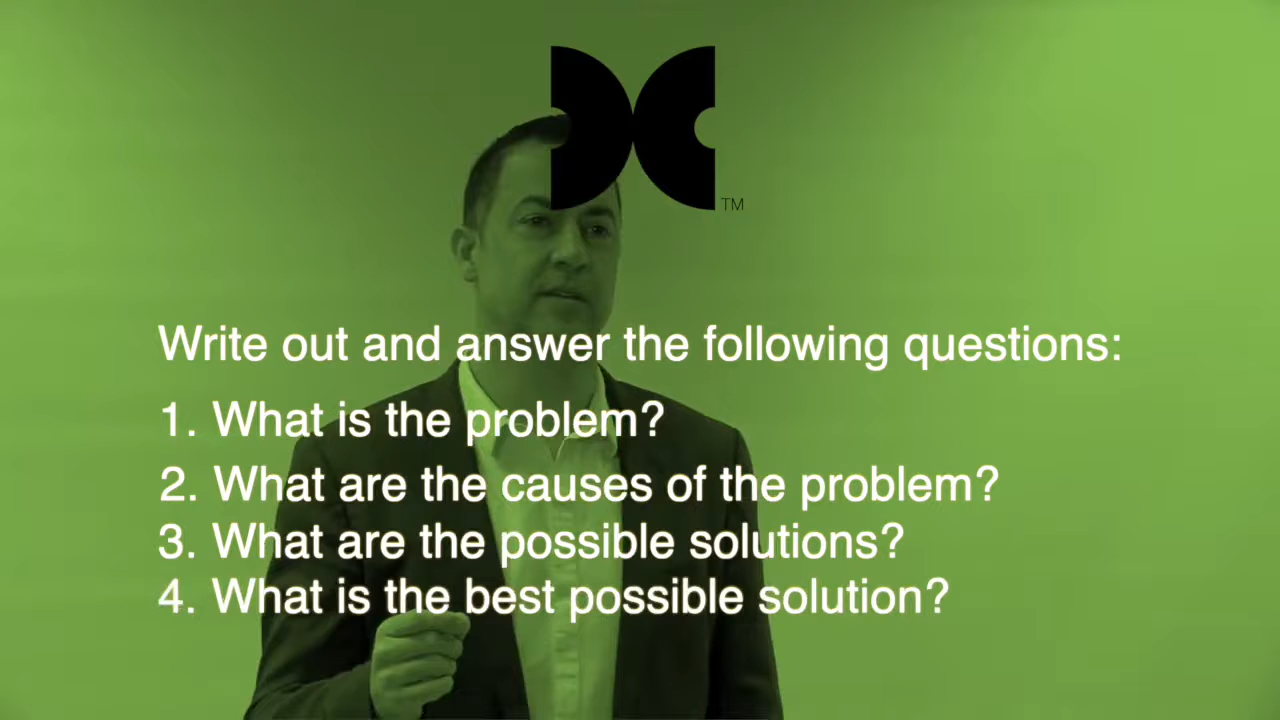 TM
Write out and answer the following questions:
1. What is the problem?
2. What are the causes of the problem?
3. What are the possible solutions?
4. What is the best possible solution?